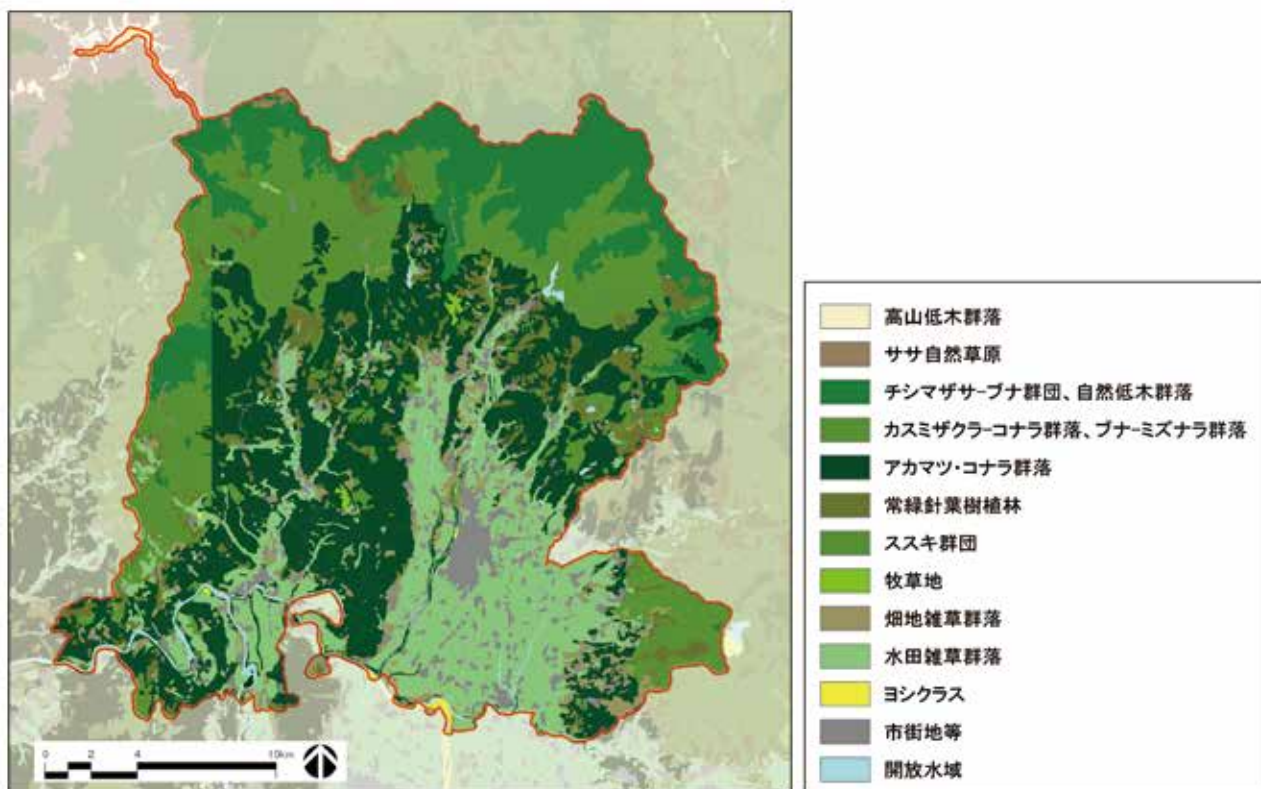 高山低木群落
ササ自然草原
チシマザサーブナ群団、自然低木群落
カスミザクラーコナラ群落、ブナーミズナラ群落
アカマツ・コナラ群落
常緑針葉樹植林
ススキ群団
牧草地
畑地雑草群落
水田雑草群落
ヨシクラス
市街地等
開放水域
0 2 4 10km